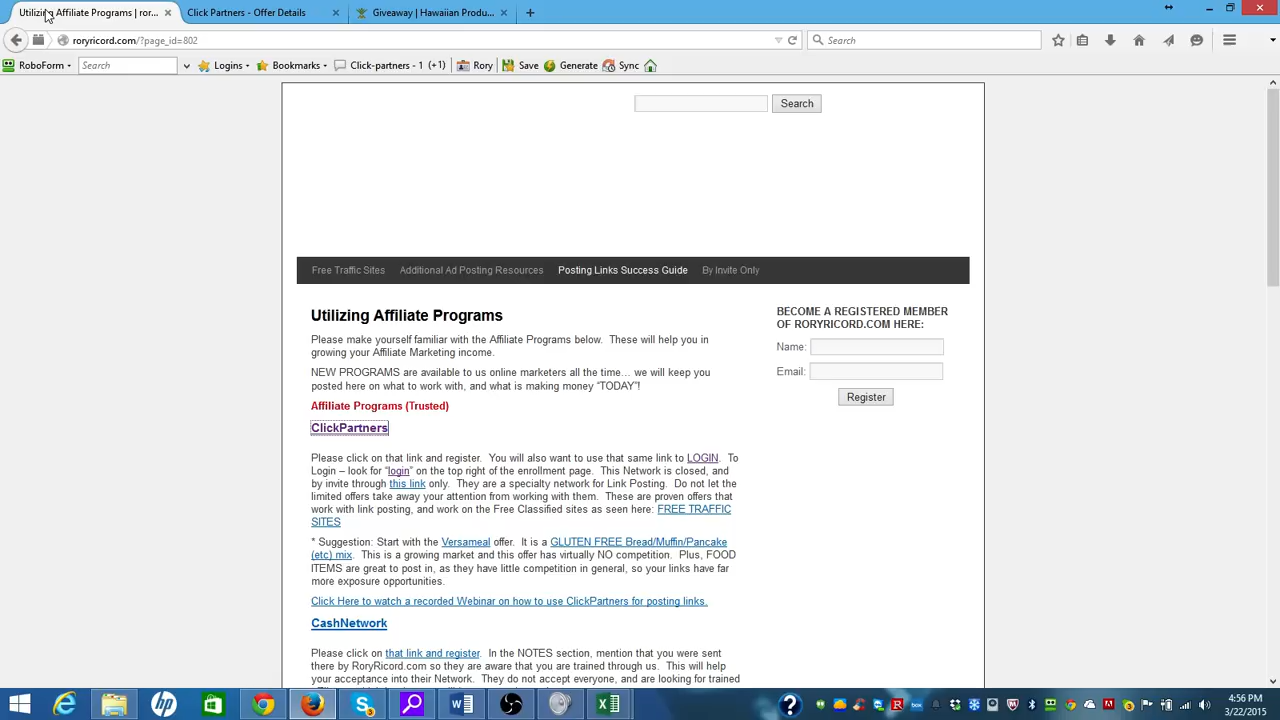 Utilizing Affiliate Programs | ror... ×
Click Partners - Offer Details ×
Giveaway | Hawaiian Produ... ×
roryricord.com/?page_id=802
Search
RoboForm
Search
Logins
Bookmarks
Click-partners - 1 (+1)
Rory
Save
Generate
Sync
Search
Free Traffic Sites
Additional Ad Posting Resources
Posting Links Success Guide
By Invite Only
Utilizing Affiliate Programs
Please make yourself familiar with the Affiliate Programs below. These will help you in
growing your Affiliate Marketing income.
NEW PROGRAMS are available to us online marketers all the time… we will keep you
posted here on what to work with, and what is making money “TODAY”!
Affiliate Programs (Trusted)
ClickPartners
Please click on that link and register. You will also want to use that same link to LOGIN. To
Login – look for “login” on the top right of the enrollment page. This Network is closed, and
by invite through this link only. They are a specialty network for Link Posting. Do not let the
limited offers take away your attention from working with them. These are proven offers that
work with link posting, and work on the Free Classified sites as seen here: FREE TRAFFIC
SITES
* Suggestion: Start with the Versameal offer. It is a GLUTEN FREE Bread/Muffin/Pancake
(etc) mix. This is a growing market and this offer has virtually NO competition. Plus, FOOD
ITEMS are great to post in, as they have little competition in general, so your links have far
more exposure opportunities.
Click Here to watch a recorded Webinar on how to use ClickPartners for posting links.
CashNetwork
Please click on that link and register. In the NOTES section, mention that you were sent
there by RoryRicord.com so they are aware that you are trained through us. This will help
your acceptance into their Network. They do not accept everyone, and are looking for trained
BECOME A REGISTERED MEMBER
OF RORYRICORD.COM HERE:
Name:
Email:
Register
4:56 PM
3/22/2015